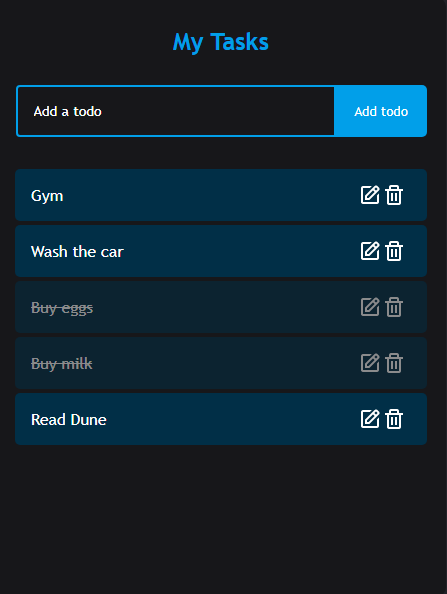 My Tasks
Add a todo Add todo
Gym
Wash the car
Buy eggs
Buy milk
Read Dune